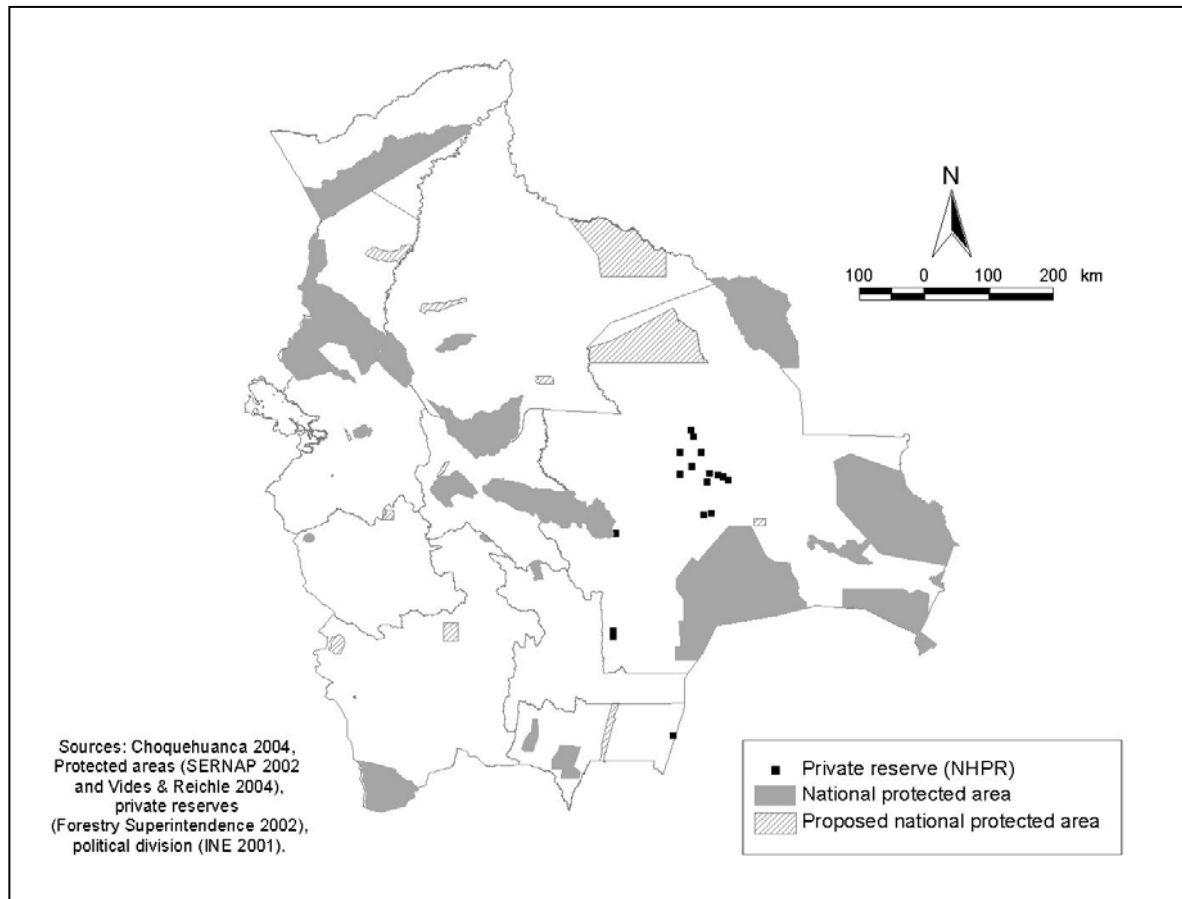 N
100 0 100 200 km
Sources: Choquehuanca 2004,
Protected areas (SERNAP 2002
and Vides & Reichle 2004),
private reserves
(Forestry Superintendence 2002),
political division (INE 2001).
Private reserve (NHPR)
National protected area
Proposed national protected area